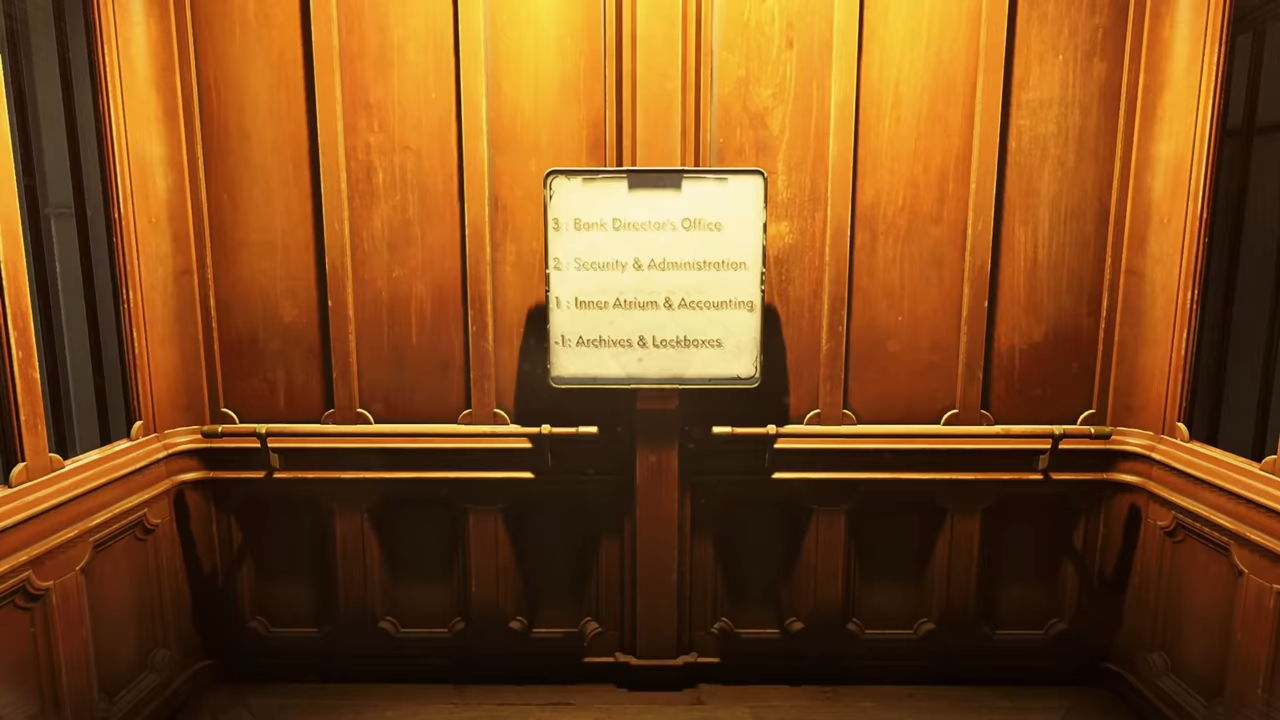 3 : Bank Director's Office
2 : Security & Administration
1 : Inner Atrium & Accounting
-1: Archives & Lockboxes